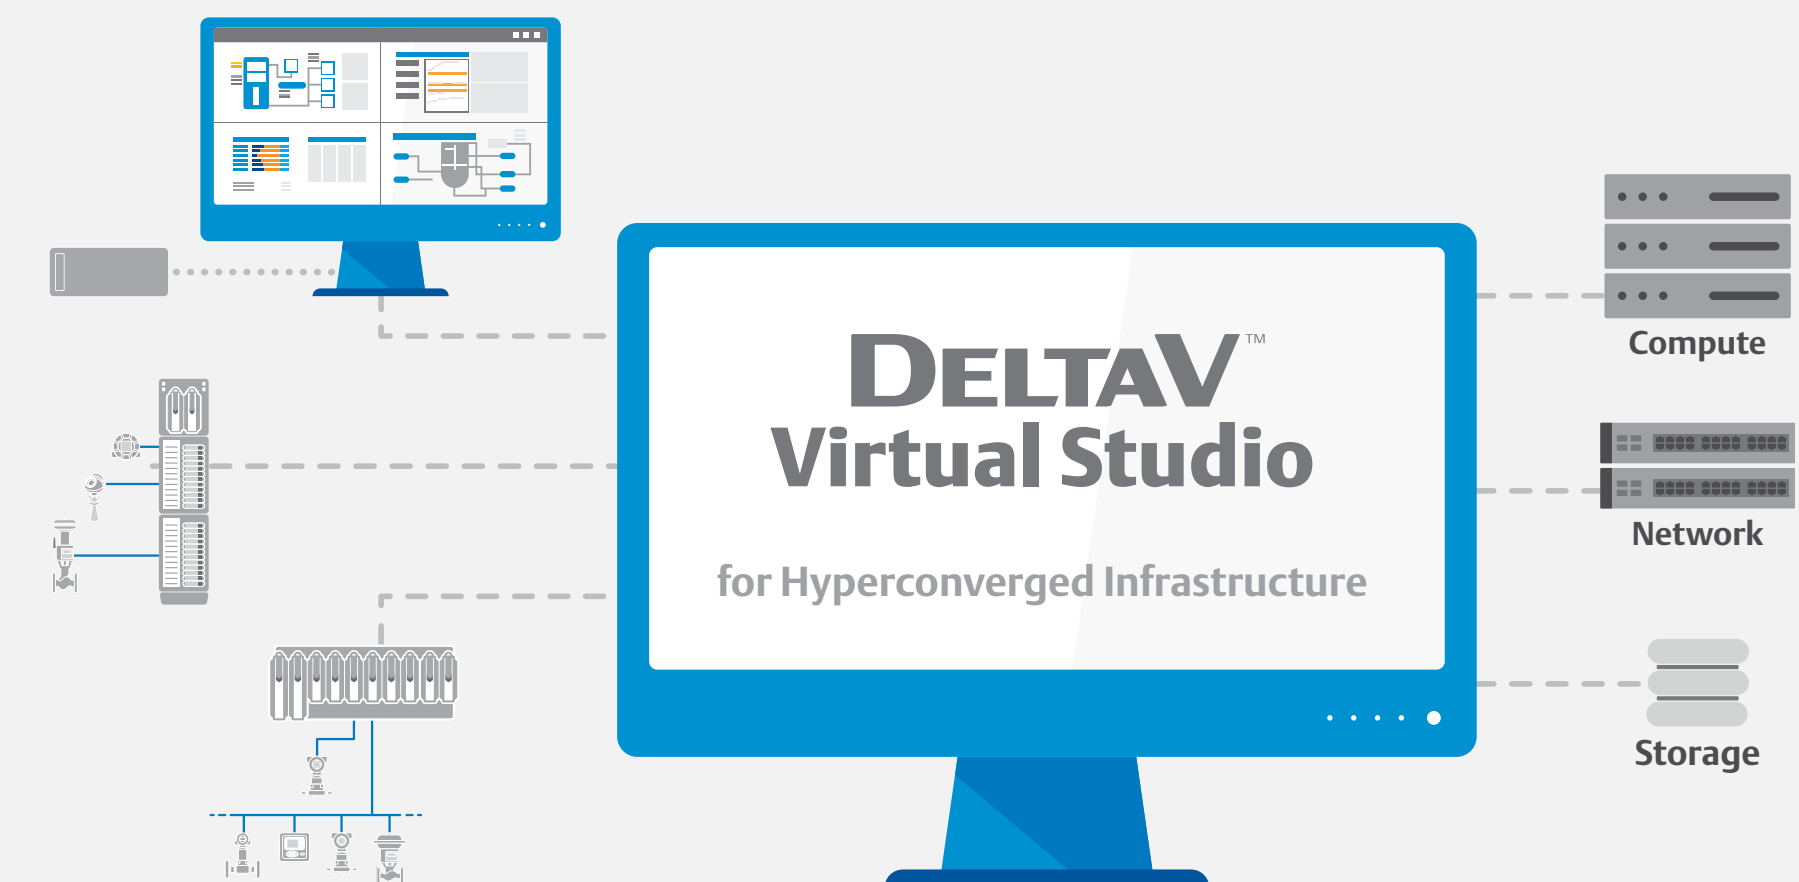 DELTAV™
Virtual Studio
for Hyperconverged Infrastructure
Compute
Network
Storage